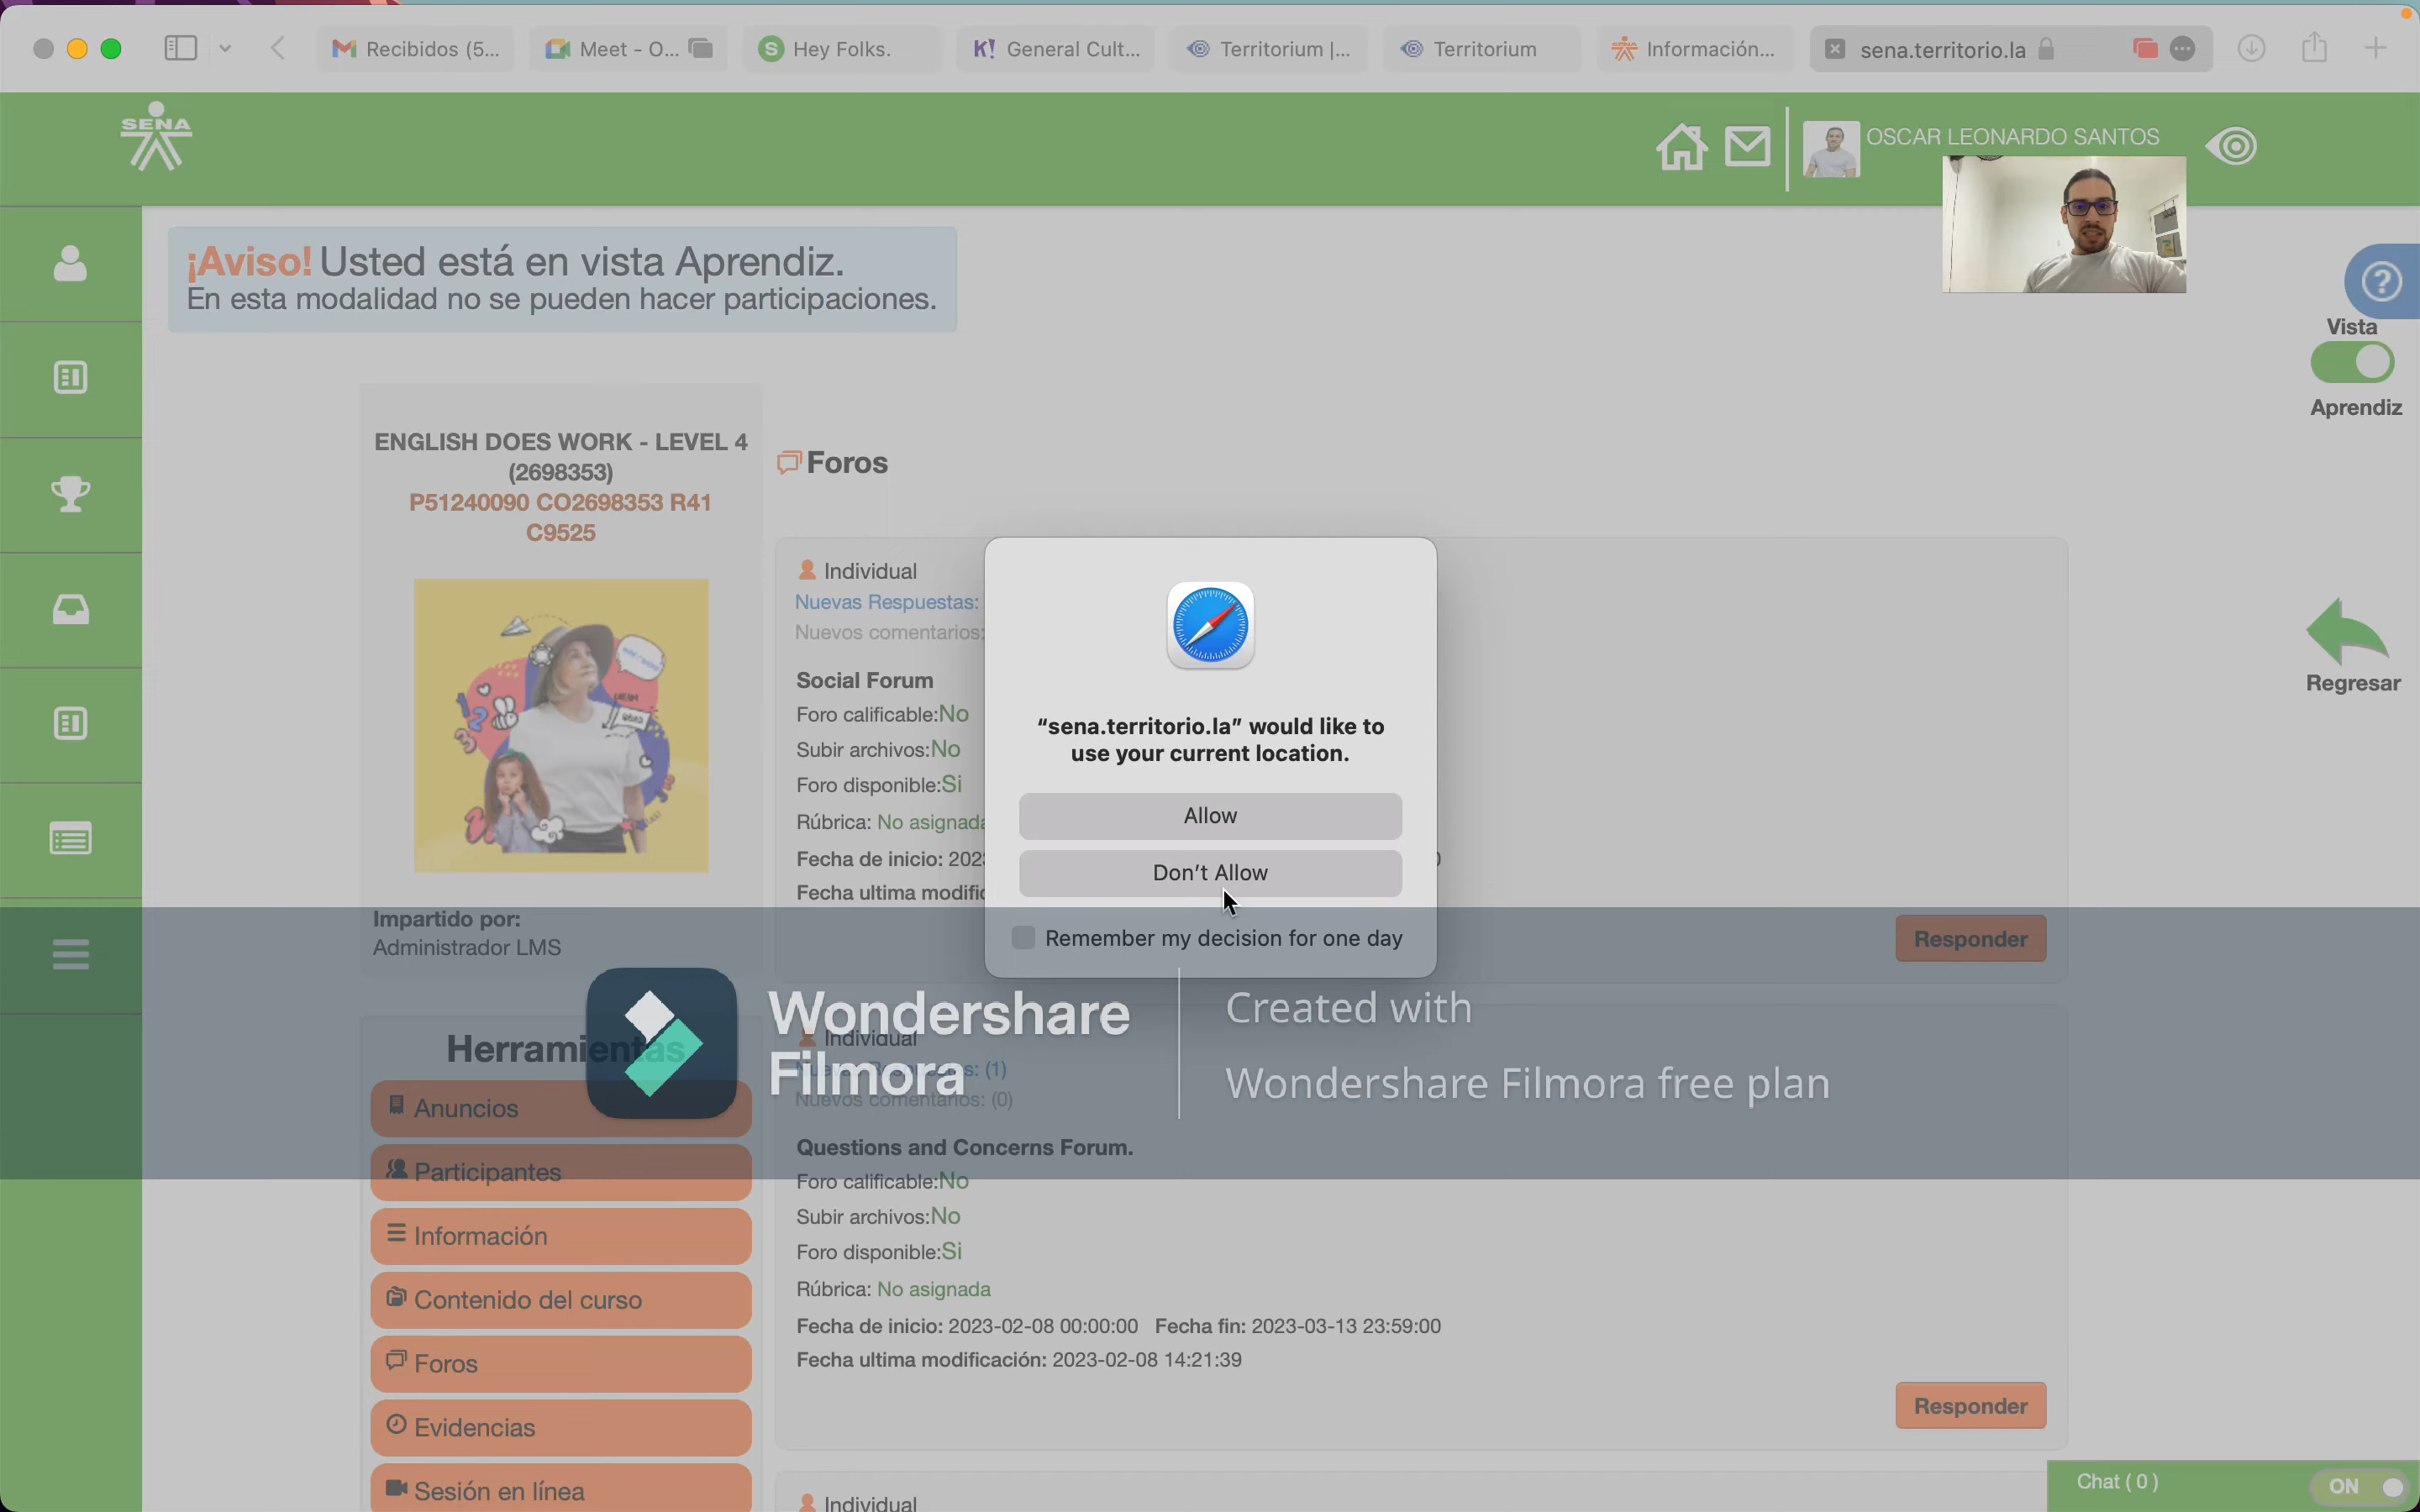 Recibidos (5...
Meet - O...
Hey Folks.
K! General Cult...
Territorium |...
Territorium
Información...
sena.territorio.la
SENA
OSCAR LEONARDO SANTOS
¡Aviso! Usted está en vista Aprendiz.
En esta modalidad no se pueden hacer participaciones.
Vista
Aprendiz
ENGLISH DOES WORK - LEVEL 4
(2698353)
P51240090 CO2698353 R41
C9525
Foros
Individual
Nuevas Respuestas:
Nuevos comentarios:
Social Forum
Foro calificable:No
Subir archivos:No
Foro disponible:Si
Rúbrica: No asignada
Fecha de inicio: 202
Fecha ultima modific
Responder
"sena.territorio.la" would like to
use your current location.
Allow
Don't Allow
Remember my decision for one day
Regresar
Impartido por:
Administrador LMS
Wondershare
Filmora
Created with
Wondershare Filmora free plan
Herramientas
Anuncios
Participantes
Información
Contenido del curso
Foros
Evidencias
Sesión en línea
Individual
Nuevas Respuestas: (1)
Nuevos comentarios: (0)
Questions and Concerns Forum.
Foro calificable:No
Subir archivos:No
Foro disponible:Si
Rúbrica: No asignada
Fecha de inicio: 2023-02-08 00:00:00 Fecha fin: 2023-03-13 23:59:00
Fecha ultima modificación: 2023-02-08 14:21:39
Responder
Individual
Chat ( 0 )
ON